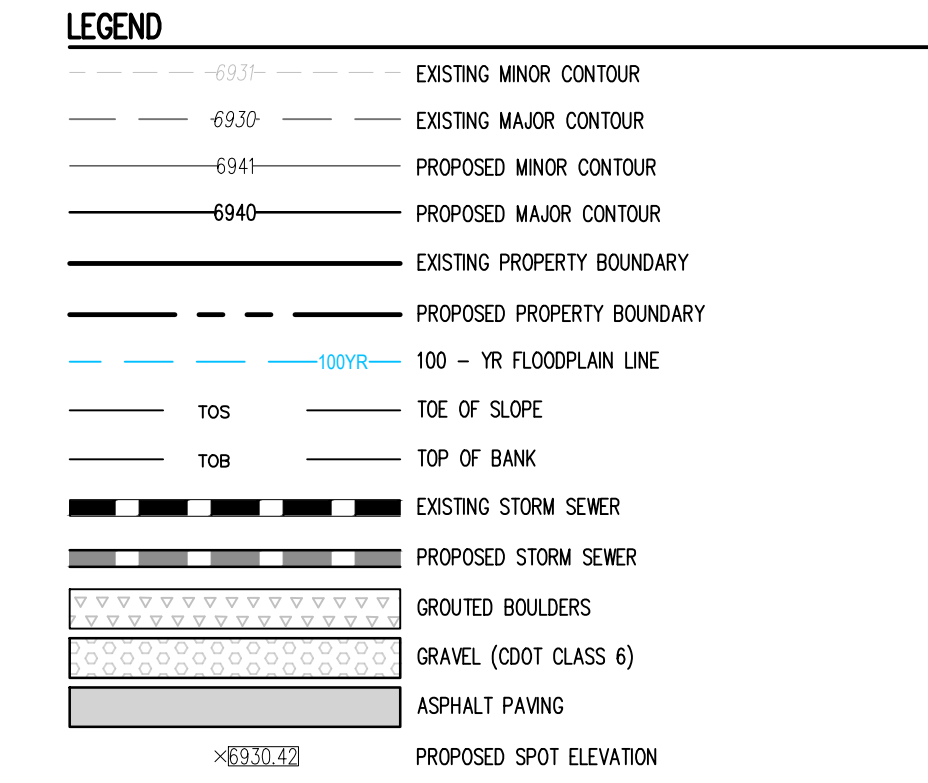 LEGEND
6931 EXISTING MINOR CONTOUR
6930 EXISTING MAJOR CONTOUR
6941 PROPOSED MINOR CONTOUR
6940 PROPOSED MAJOR CONTOUR
EXISTING PROPERTY BOUNDARY
PROPOSED PROPERTY BOUNDARY
100YR 100 – YR FLOODPLAIN LINE
TOS TOE OF SLOPE
TOB TOP OF BANK
EXISTING STORM SEWER
PROPOSED STORM SEWER
GROUTED BOULDERS
GRAVEL (CDOT CLASS 6)
ASPHALT PAVING
×6930.42 PROPOSED SPOT ELEVATION